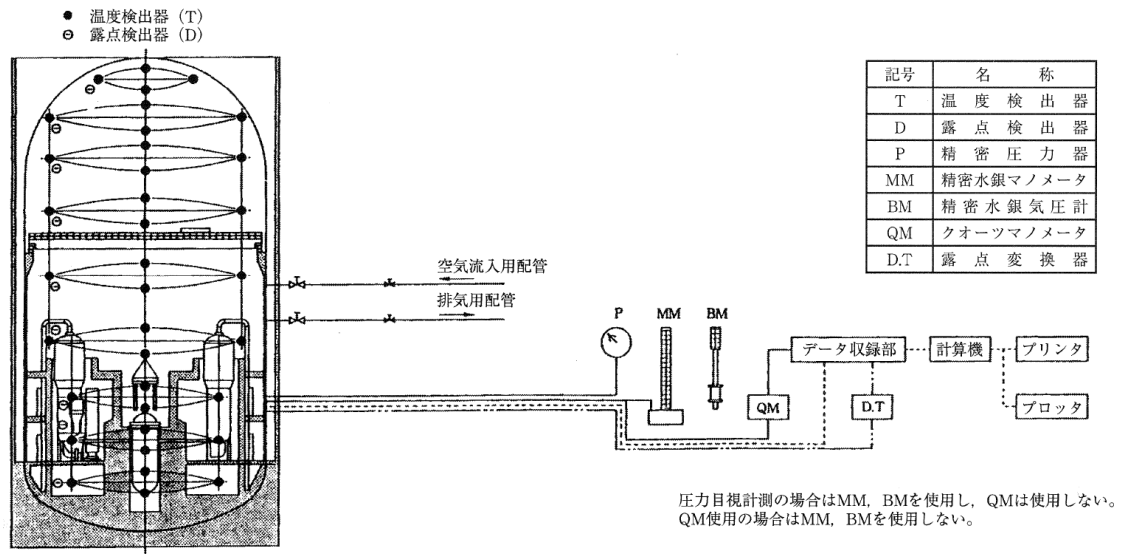 温度検出器（T）
露点検出器（D）
記号 名称
T 温度検出器
D 露点検出器
P 精密圧力器
MM 精密水銀マノメータ
BM 精密水銀気圧計
QM クオーツマノメータ
D.T 露点変換器
空気流入用配管
排気用配管
P MM BM
データ収録部 計算機 プリンタ
QM D.T プロッタ
圧力目視計測の場合はMM，BMを使用し，QMは使用しない。
QM使用の場合はMM，BMを使用しない。